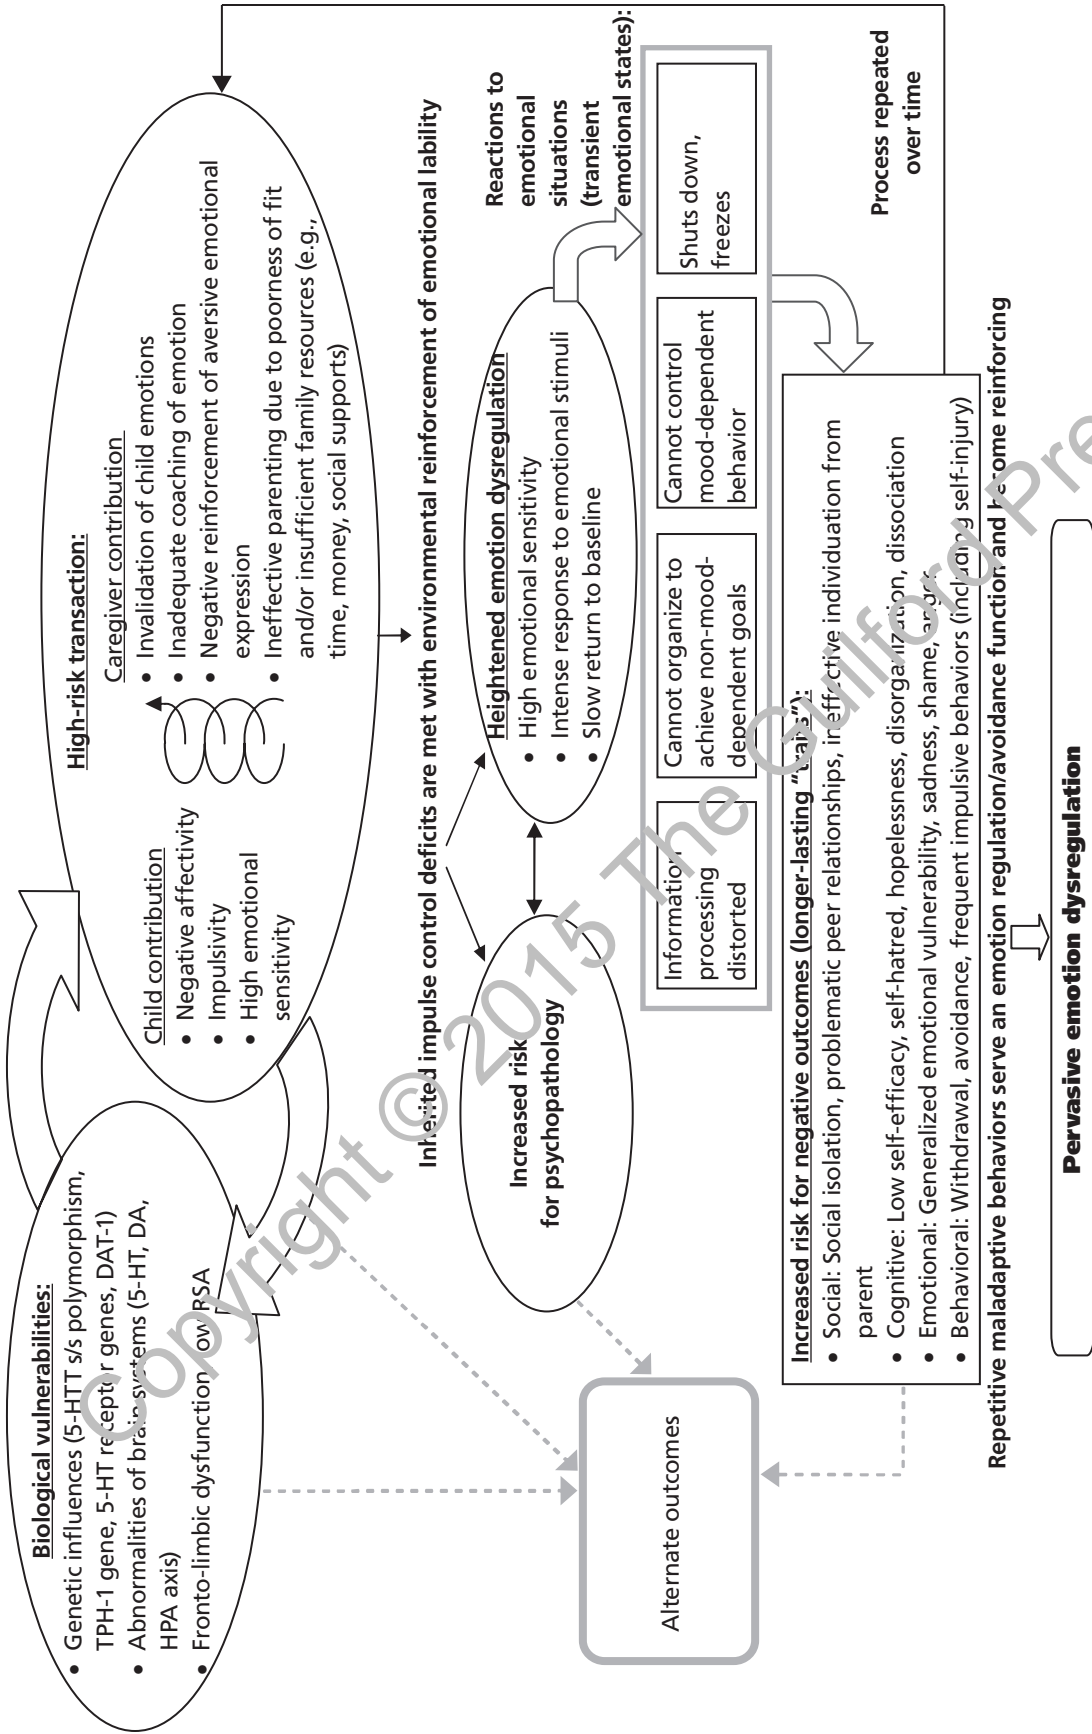 Biological vulnerabilities:
• Genetic influences (5-HTT s/s polymorphism,
TPH-1 gene, 5-HT receptor genes, DAT-1)
• Abnormalities of brain systems (5-HT, DA,
HPA axis)
• Fronto-limbic dysfunction, low RSA
High-risk transaction:
Child contribution
• Negative affectivity
• Impulsivity
• High emotional
sensitivity
Caregiver contribution
• Invalidation of child emotions
• Inadequate coaching of emotion
• Negative reinforcement of aversive emotional
expression
• Ineffective parenting due to poorness of fit
and/or insufficient family resources (e.g.,
time, money, social supports)
Inherited impulse control deficits are met with environmental reinforcement of emotional lability
Increased risk
for psychopathology
Heightened emotion dysregulation
• High emotional sensitivity
• Intense response to emotional stimuli
• Slow return to baseline
Reactions to
emotional
situations
(transient
emotional states):
Information
processing
distorted
Cannot organize to
achieve non-mood-
dependent goals
Cannot control
mood-dependent
behavior
Shuts down,
freezes
Alternate outcomes
Increased risk for negative outcomes (longer-lasting "traits"):
• Social: Social isolation, problematic peer relationships, ineffective individuation from
parent
• Cognitive: Low self-efficacy, self-hatred, hopelessness, disorganization, dissociation
• Emotional: Generalized emotional vulnerability, sadness, shame, anger
• Behavioral: Withdrawal, avoidance, frequent impulsive behaviors (including self-injury)
Process repeated
over time
Repetitive maladaptive behaviors serve an emotion regulation/avoidance function and become reinforcing
Pervasive emotion dysregulation
Copyright © 2015 The Guilford Pre